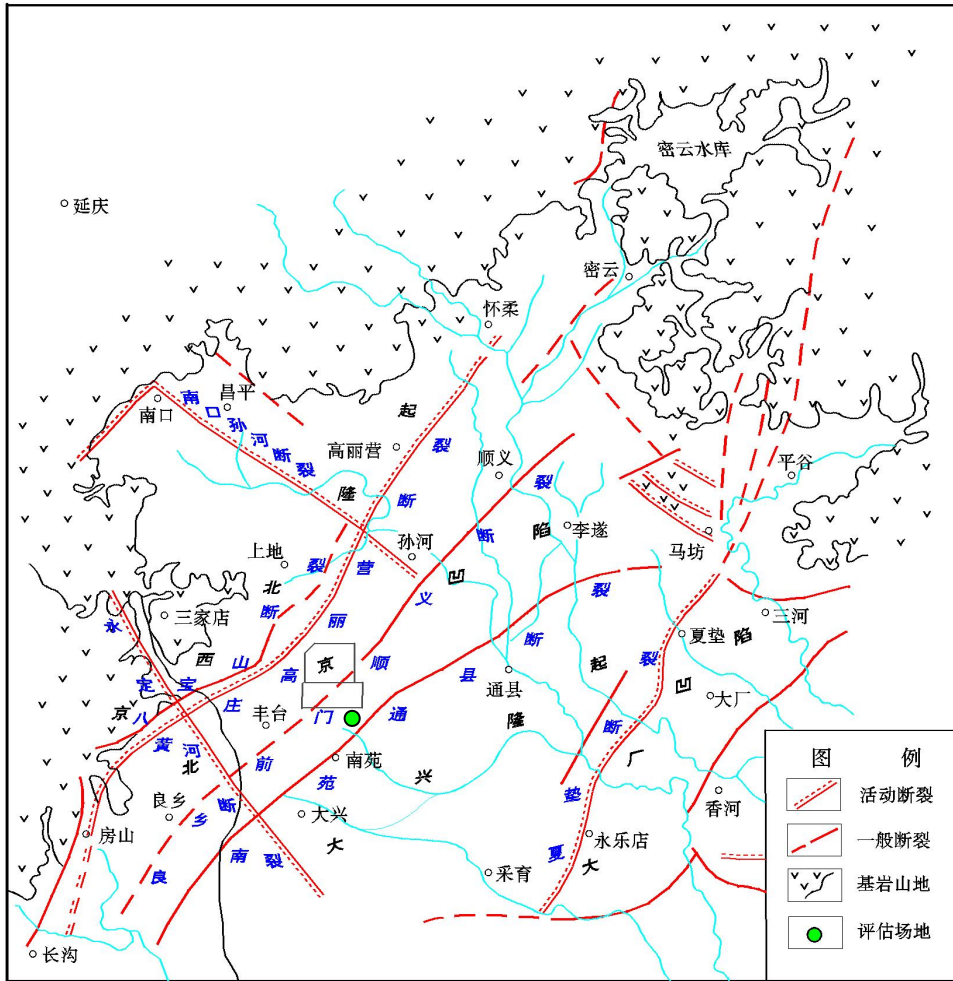 密云水库
延庆
密云
怀柔
南口
昌平
南口孙河断裂
高丽营
顺义
平谷
李遂
马坊
上地
孙河
三家店
三河
夏垫
通县
大厂
丰台
南苑
良乡
大兴
房山
香河
永乐店
采育
长沟
黄庄高丽营断裂
八宝山断裂
永定河断裂
良乡前门顺义断裂
南苑通县断裂
夏垫断裂
京西北隆起
北京凹陷
大兴隆起
大厂凹陷
图 例
活动断裂
一般断裂
基岩山地
评估场地